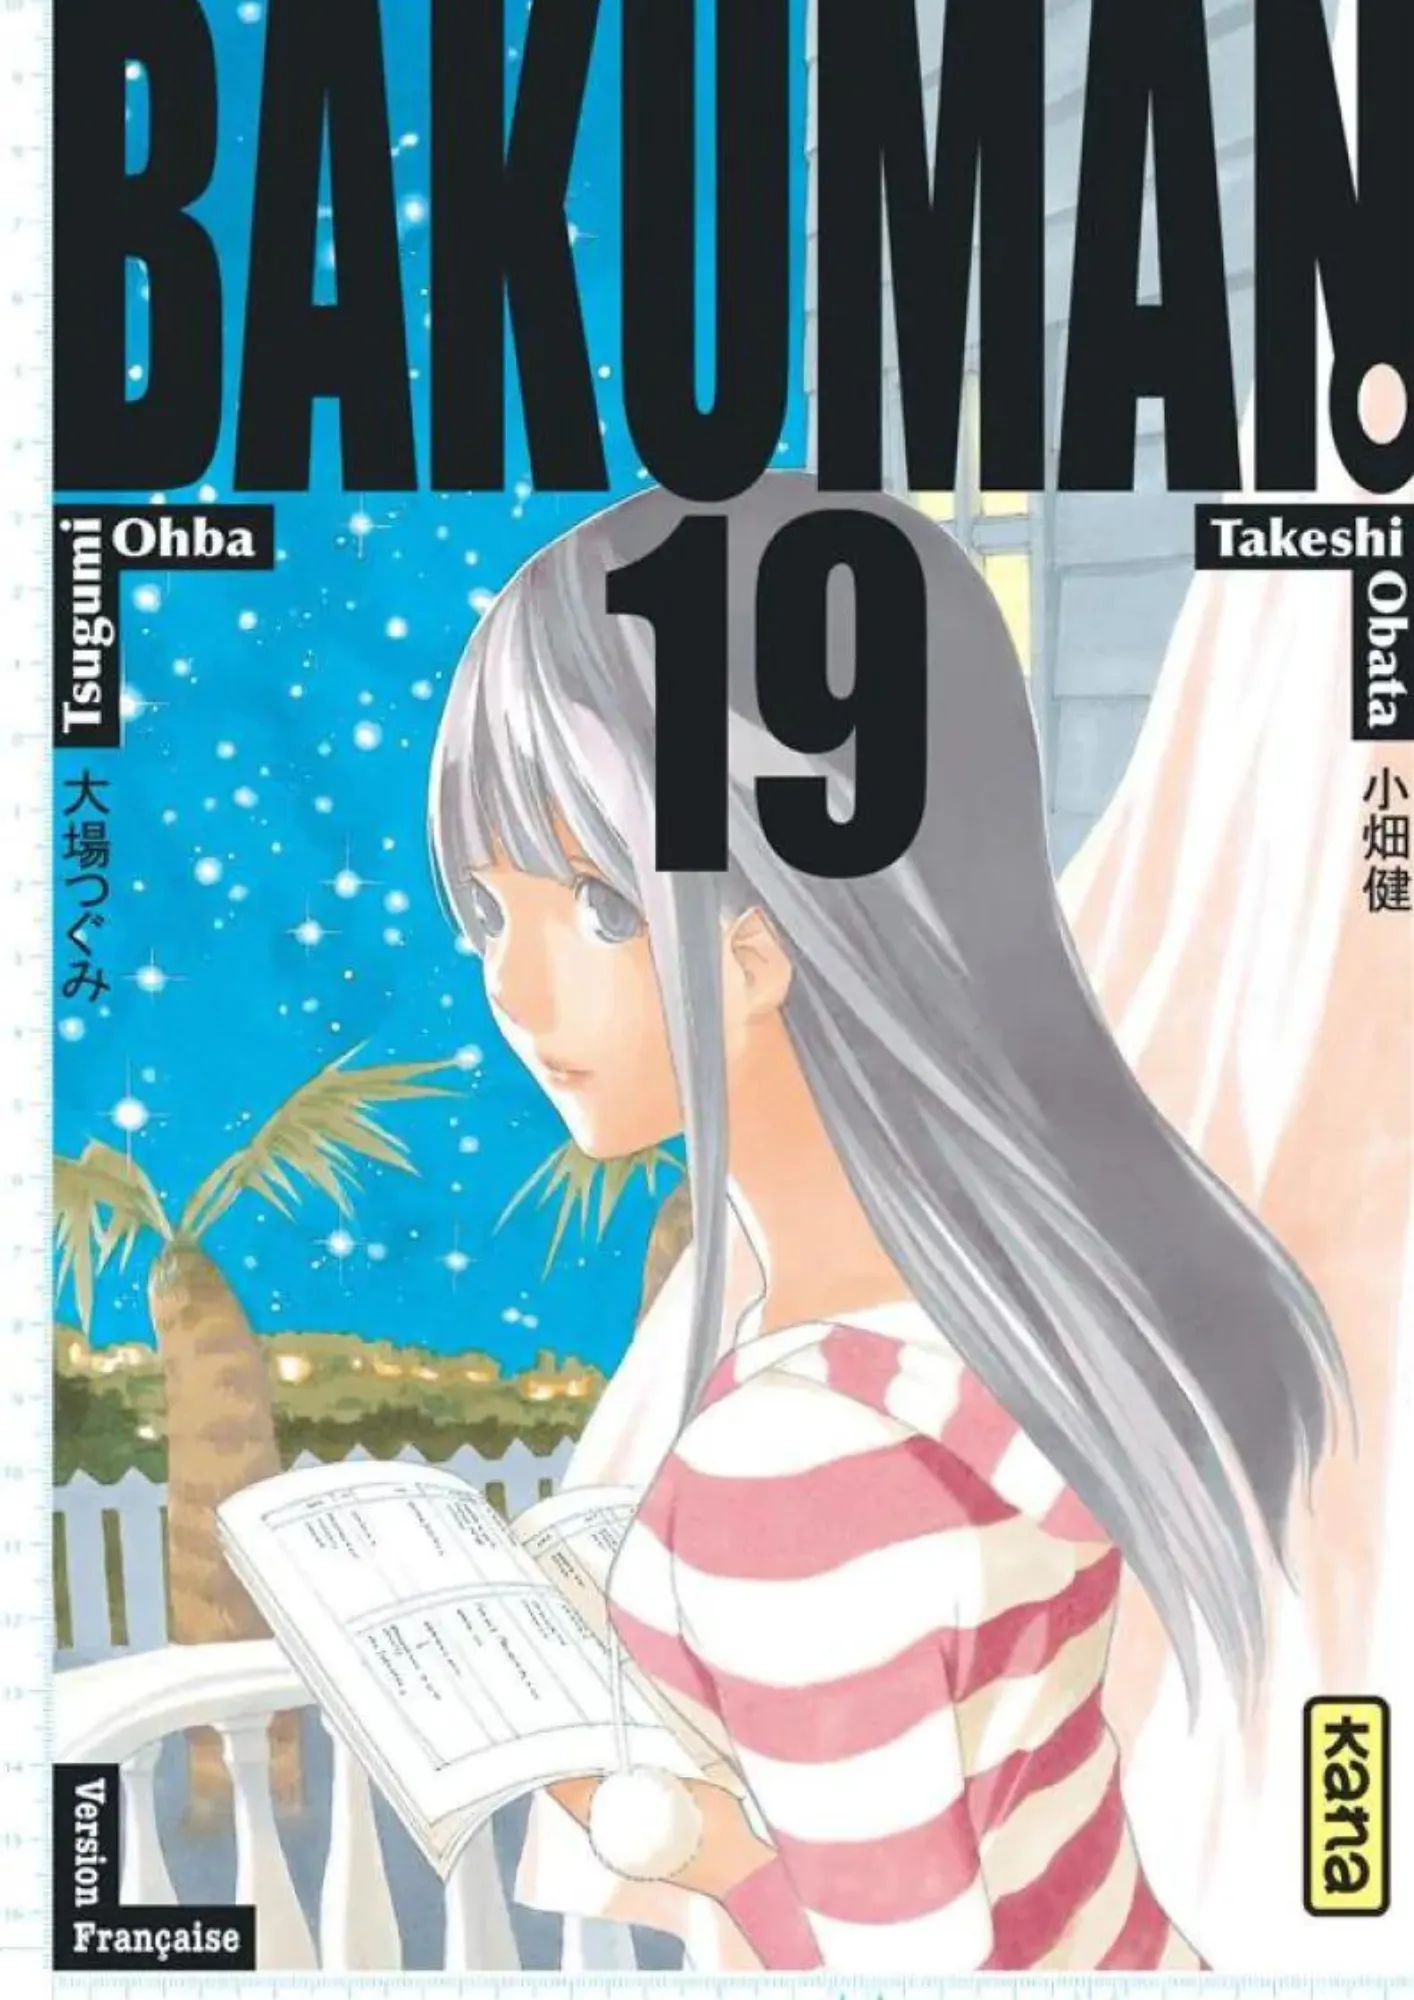 BAKUMAN.
19
Tsugumi Ohba
大場つぐみ
Takeshi Obata
小畑健
kana
Version Française